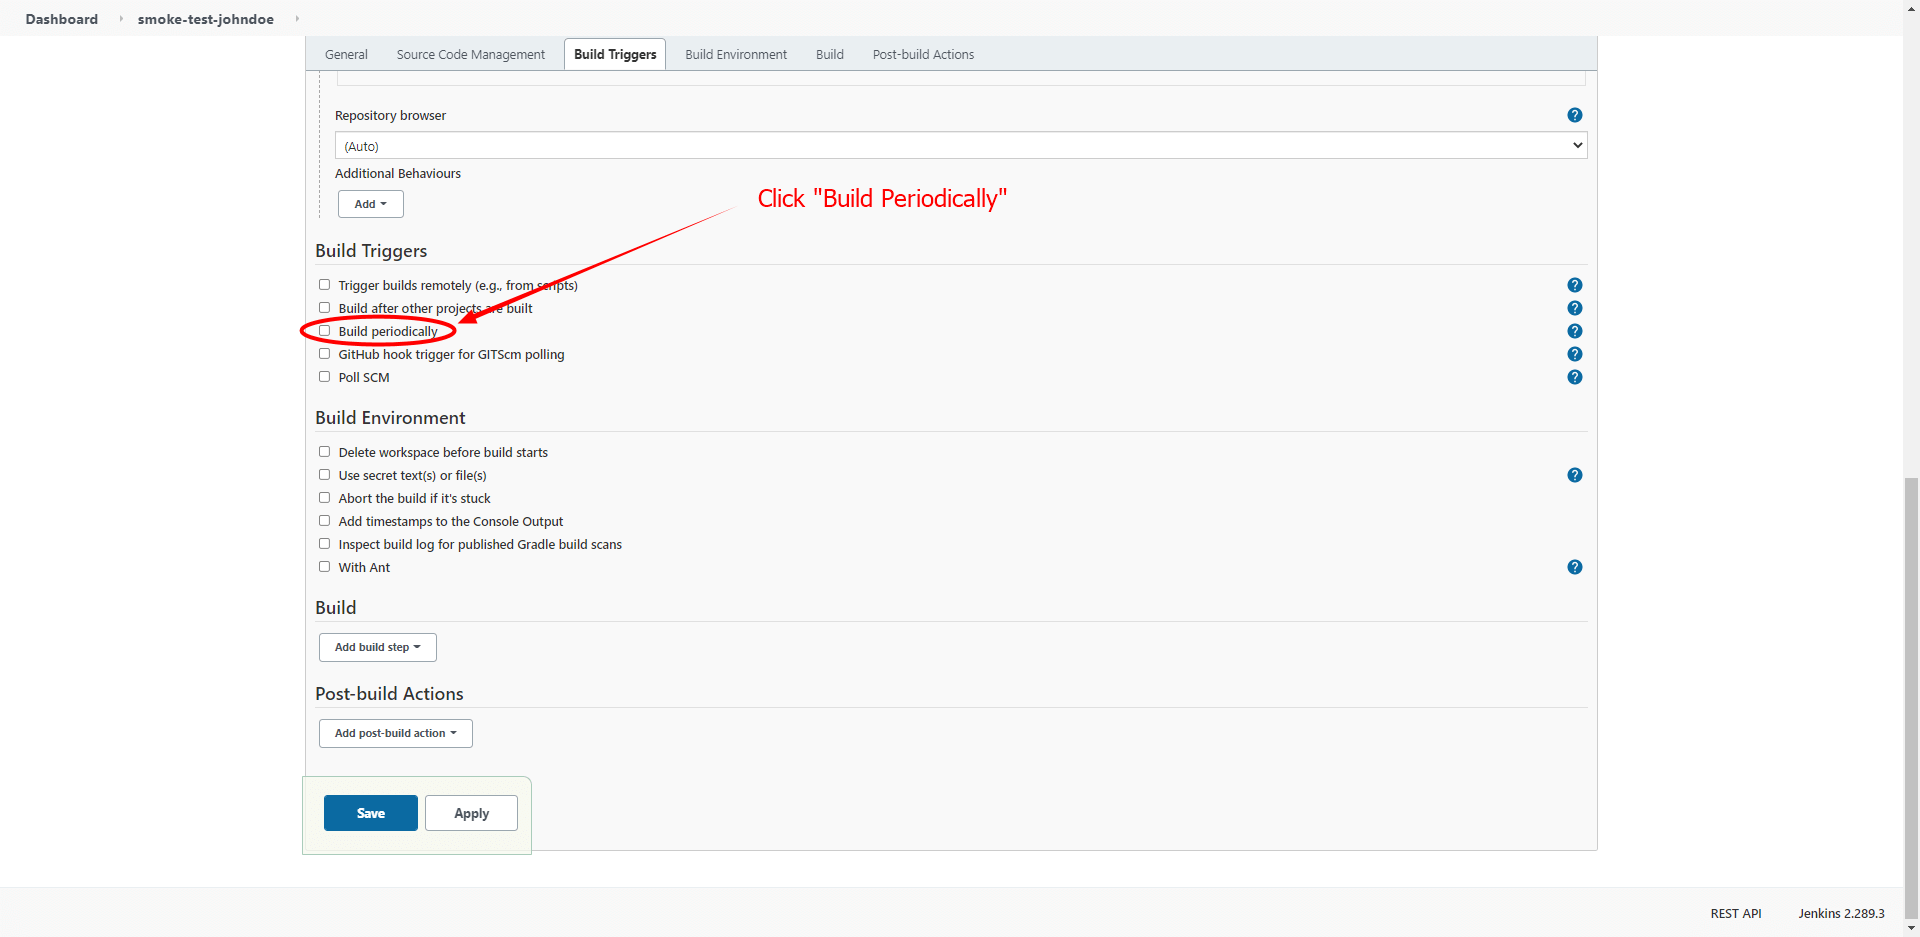 Dashboard smoke-test-johndoe
General Source Code Management Build Triggers Build Environment Build Post-build Actions
Repository browser
(Auto)
Additional Behaviours
Add
Click "Build Periodically"
Build Triggers
Trigger builds remotely (e.g., from scripts)
Build after other projects are built
Build periodically
GitHub hook trigger for GITScm polling
Poll SCM
Build Environment
Delete workspace before build starts
Use secret text(s) or file(s)
Abort the build if it's stuck
Add timestamps to the Console Output
Inspect build log for published Gradle build scans
With Ant
Build
Add build step
Post-build Actions
Add post-build action
Save Apply
REST API Jenkins 2.289.3